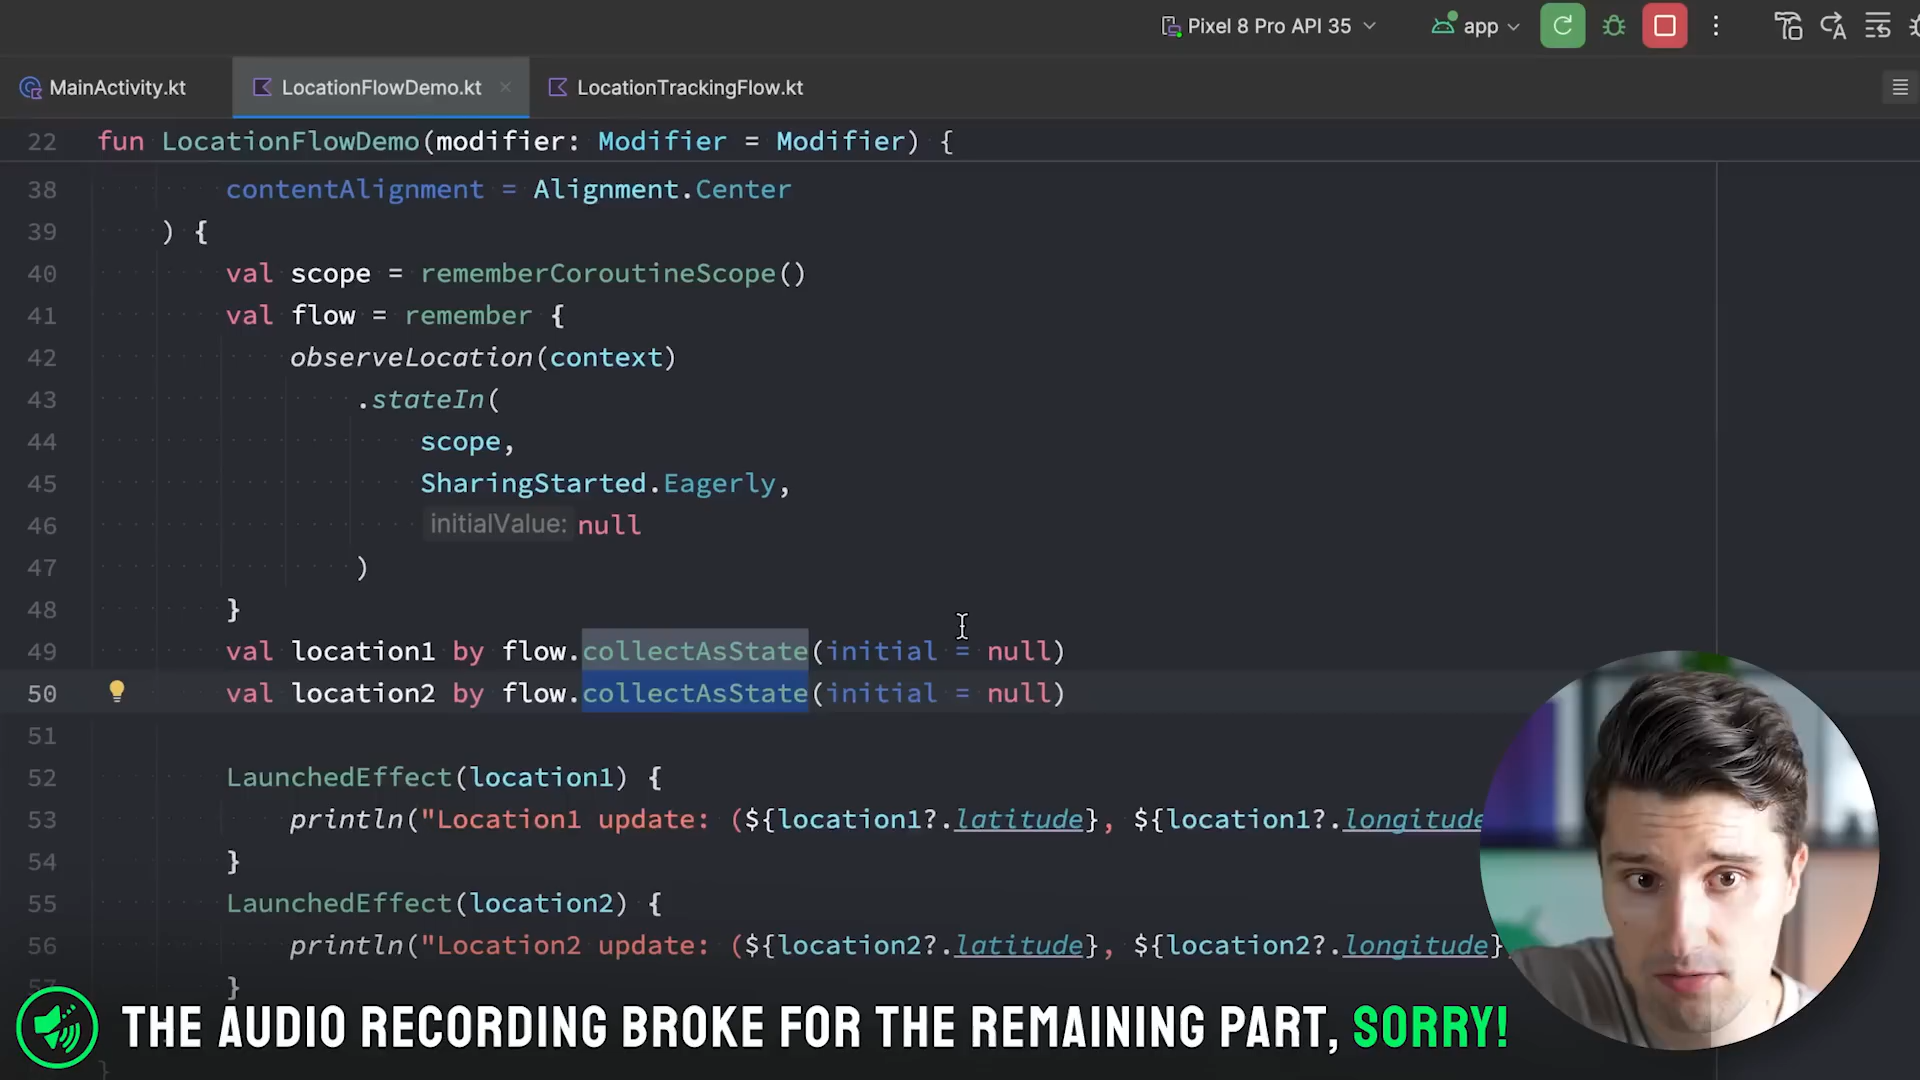 Pixel 8 Pro API 35 app
MainActivity.kt LocationFlowDemo.kt LocationTrackingFlow.kt
22 fun LocationFlowDemo(modifier: Modifier = Modifier) {
38 contentAlignment = Alignment.Center
39 ) {
40 val scope = rememberCoroutineScope()
41 val flow = remember {
42 observeLocation(context)
43 .stateIn(
44 scope,
45 SharingStarted.Eagerly,
46 initialValue: null
47 )
48 }
49 val location1 by flow.collectAsState(initial = null)
50 val location2 by flow.collectAsState(initial = null)
51
52 LaunchedEffect(location1) {
53 println("Location1 update: (${location1?.latitude}, ${location1?.longitude
54 }
55 LaunchedEffect(location2) {
56 println("Location2 update: (${location2?.latitude}, ${location2?.longitude}
57 }
THE AUDIO RECORDING BROKE FOR THE REMAINING PART, SORRY!
}